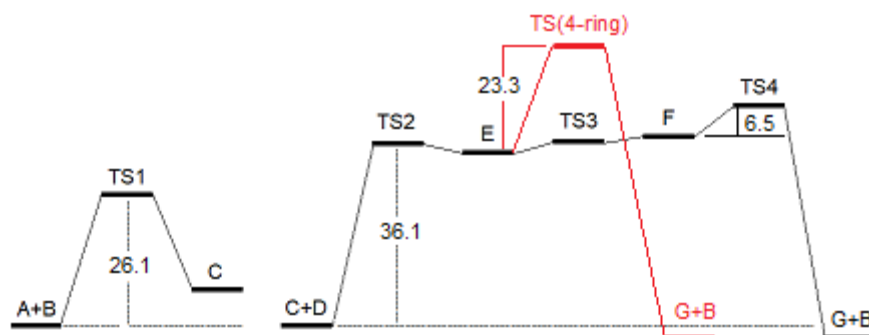 TS(4-ring)
23.3
TS4
TS2
E
TS3
F
6.5
TS1
36.1
26.1
C
A+B
C+D
G+B
G+B